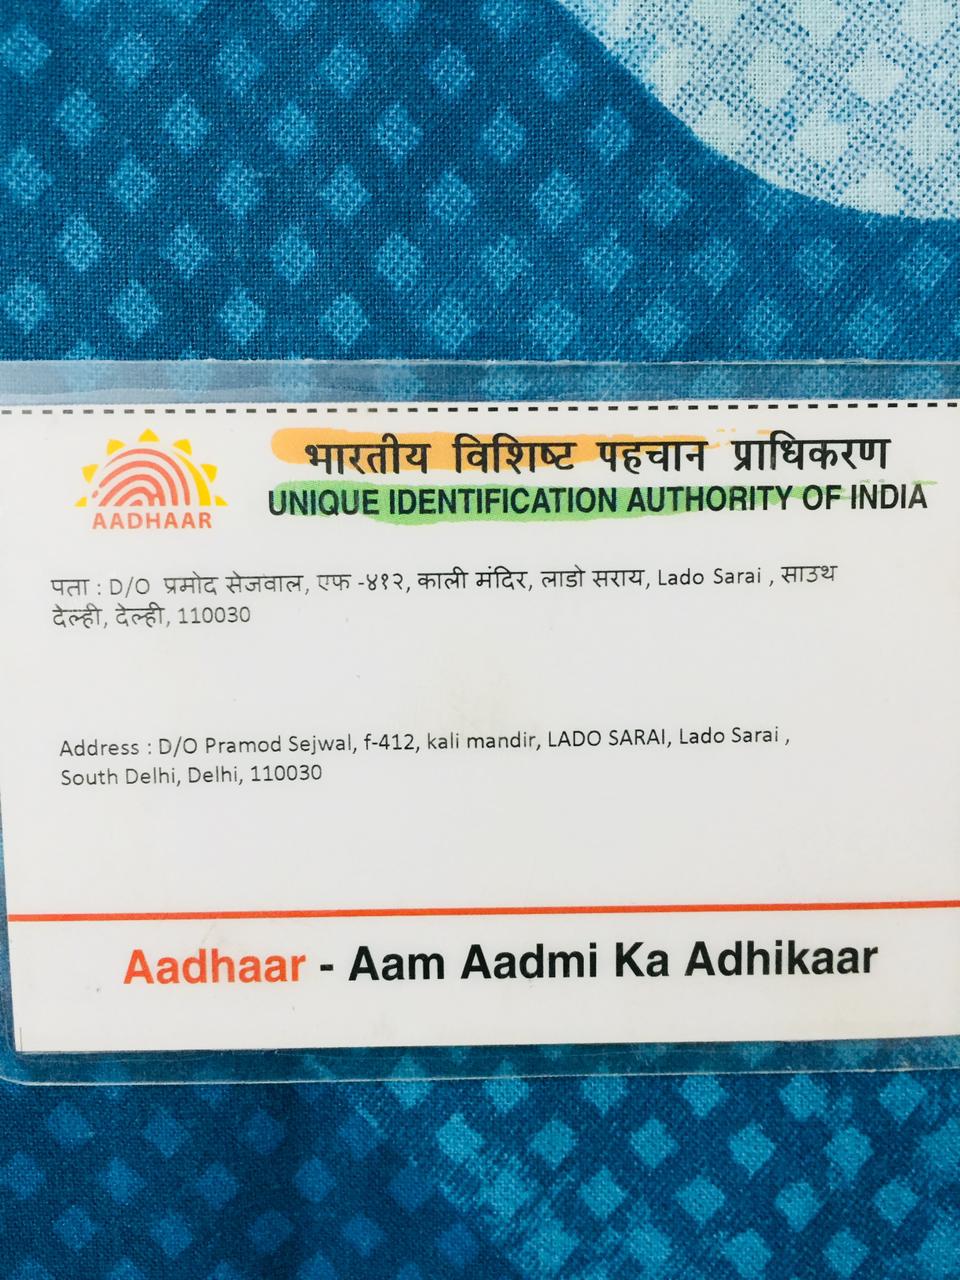 भारतीय विशिष्ट पहचान प्राधिकरण
AADHAAR
UNIQUE IDENTIFICATION AUTHORITY OF INDIA
पता : D/O प्रमोद सेजवाल, एफ -४१२, काली मंदिर, लाडो सराय, Lado Sarai , साउथ
देल्ही, देल्ही, 110030
Address : D/O Pramod Sejwal, f-412, kali mandir, LADO SARAI, Lado Sarai ,
South Delhi, Delhi, 110030
Aadhaar - Aam Aadmi Ka Adhikaar